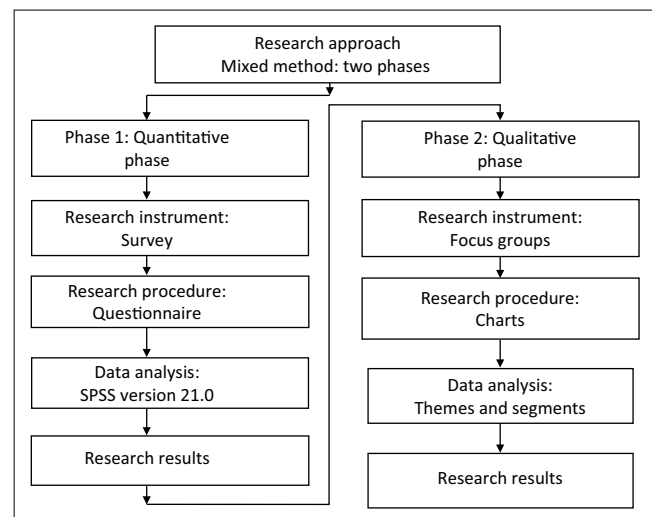 Research approach
Mixed method: two phases
Phase 1: Quantitative
phase
Research instrument:
Survey
Research procedure:
Questionnaire
Data analysis:
SPSS version 21.0
Research results
Phase 2: Qualitative
phase
Research instrument:
Focus groups
Research procedure:
Charts
Data analysis:
Themes and segments
Research results